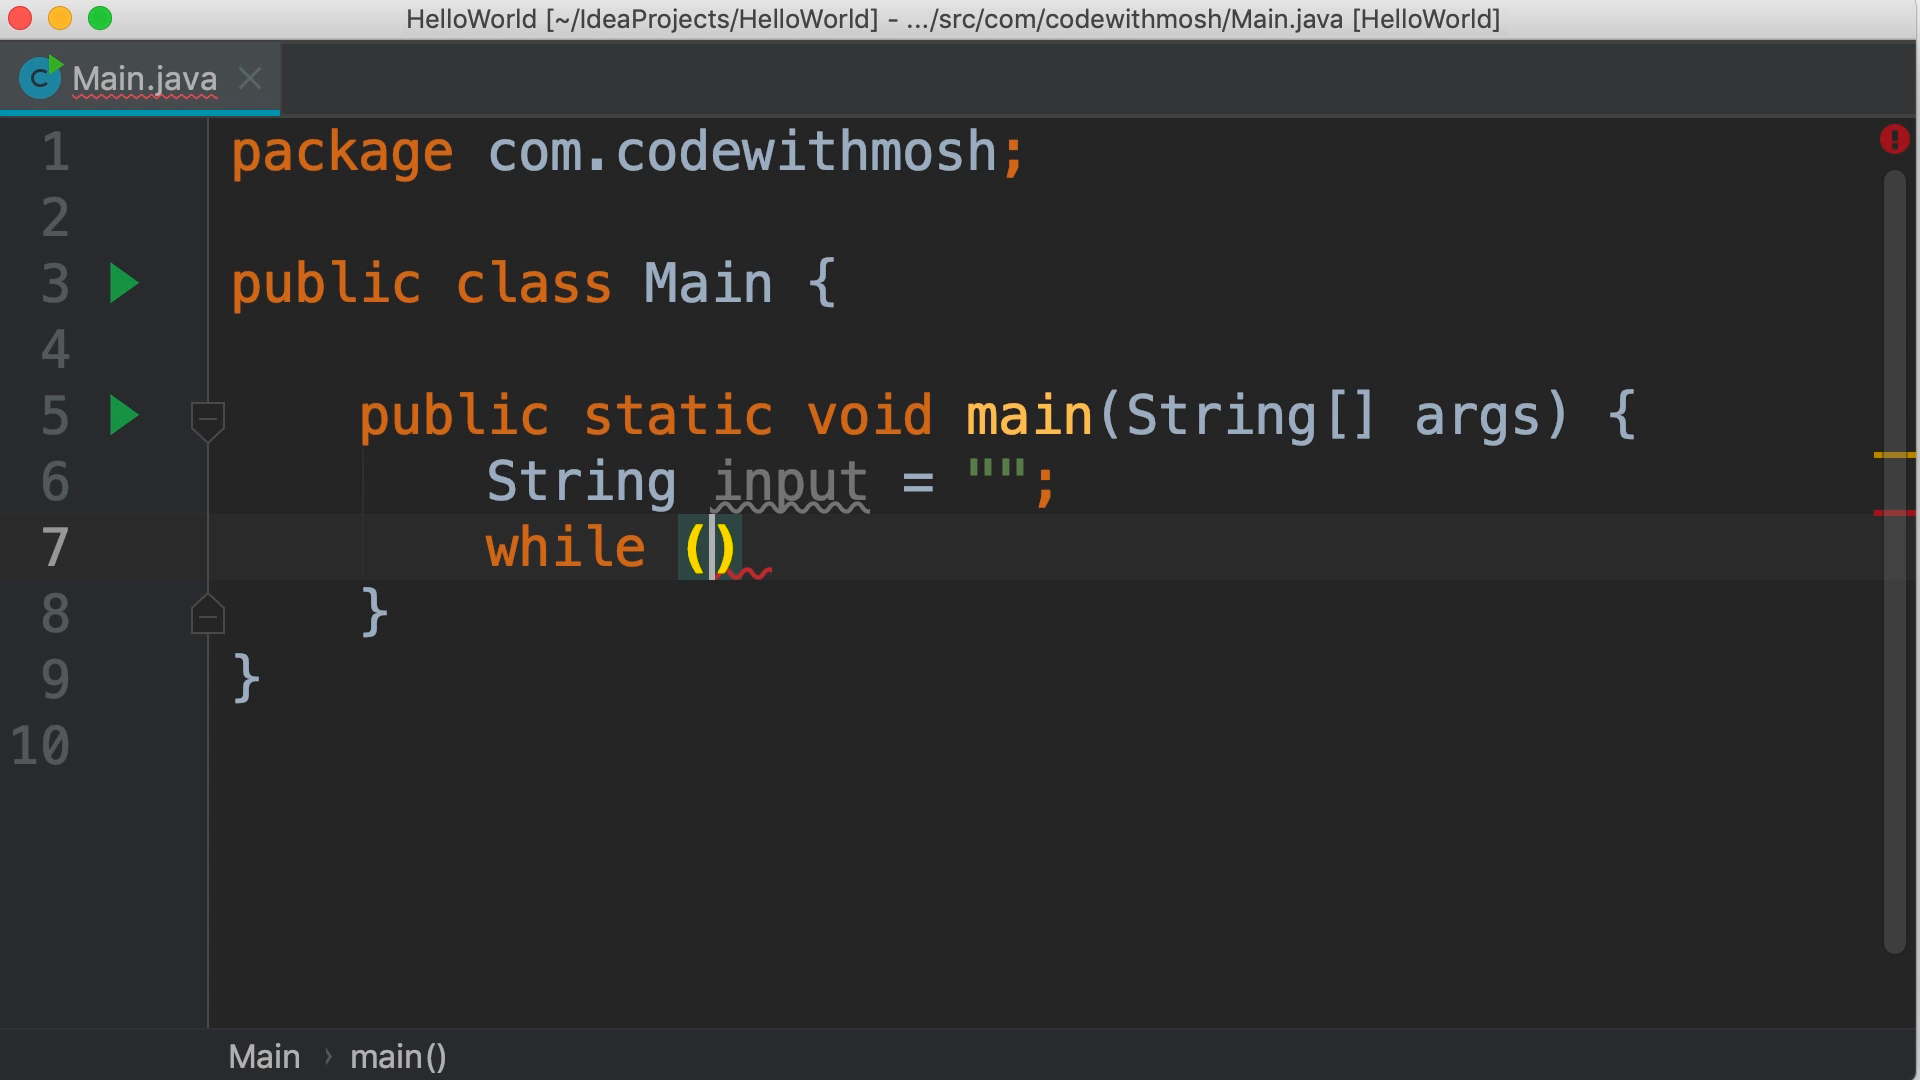 HelloWorld [~/IdeaProjects/HelloWorld] - .../src/com/codewithmosh/Main.java [HelloWorld]
C Main.java
1 package com.codewithmosh;
2
3 public class Main {
4
5 public static void main(String[] args) {
6 String input = "";
7 while ()
8 }
9 }
10
Main › main()